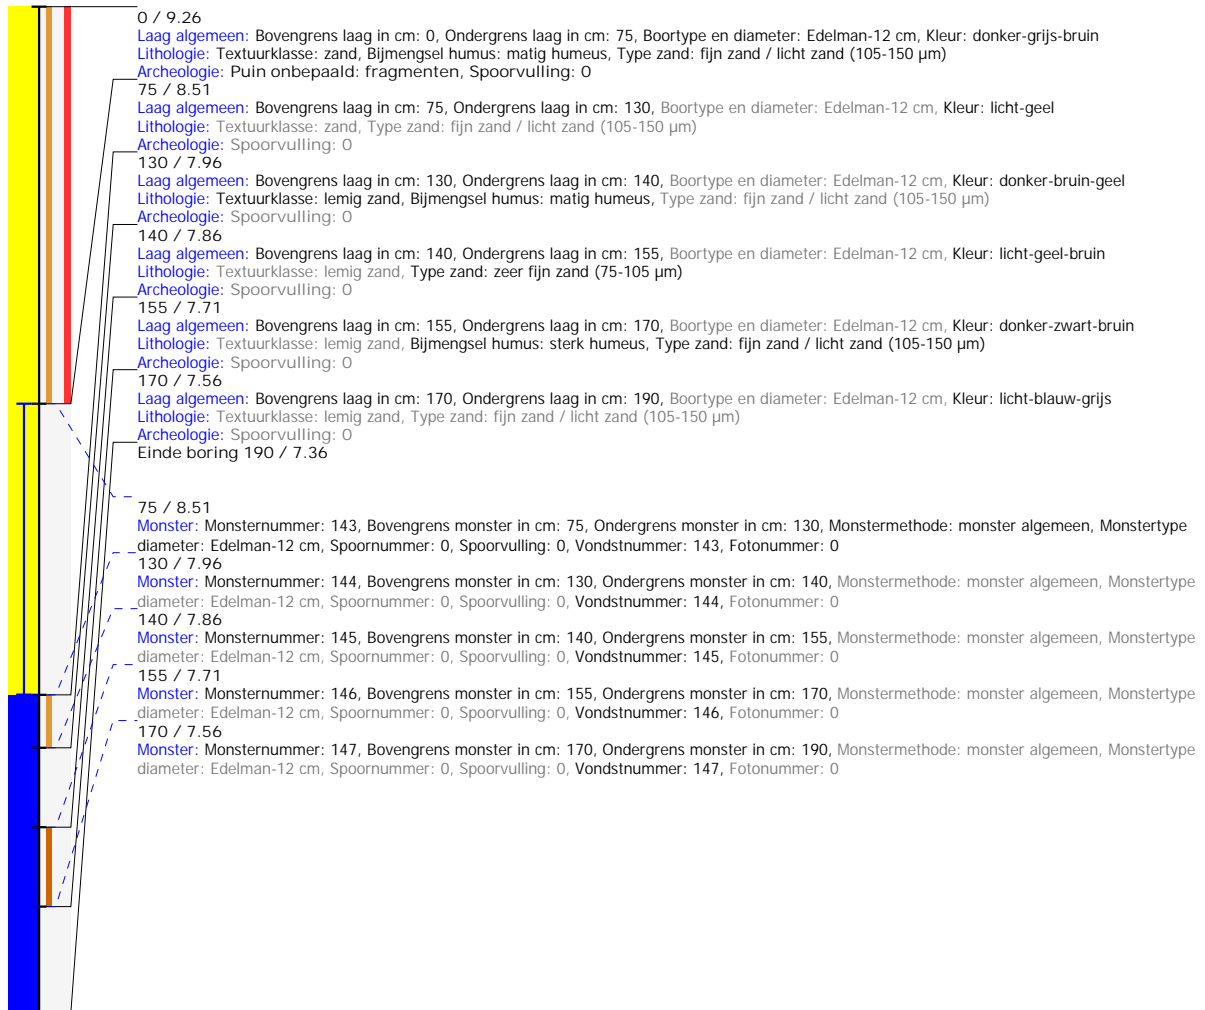 0 / 9.26
Laag algemeen: Bovengrens laag in cm: 0, Ondergrens laag in cm: 75, Boortype en diameter: Edelman-12 cm, Kleur: donker-grijs-bruin
Lithologie: Textuurklasse: zand, Bijmengsel humus: matig humeus, Type zand: fijn zand / licht zand (105-150 µm)
Archeologie: Puin onbepaald: fragmenten, Spoorvulling: 0
75 / 8.51
Laag algemeen: Bovengrens laag in cm: 75, Ondergrens laag in cm: 130, Boortype en diameter: Edelman-12 cm, Kleur: licht-geel
Lithologie: Textuurklasse: zand, Type zand: fijn zand / licht zand (105-150 µm)
Archeologie: Spoorvulling: 0
130 / 7.96
Laag algemeen: Bovengrens laag in cm: 130, Ondergrens laag in cm: 140, Boortype en diameter: Edelman-12 cm, Kleur: donker-bruin-geel
Lithologie: Textuurklasse: lemig zand, Bijmengsel humus: matig humeus, Type zand: fijn zand / licht zand (105-150 µm)
Archeologie: Spoorvulling: 0
140 / 7.86
Laag algemeen: Bovengrens laag in cm: 140, Ondergrens laag in cm: 155, Boortype en diameter: Edelman-12 cm, Kleur: licht-geel-bruin
Lithologie: Textuurklasse: lemig zand, Type zand: zeer fijn zand (75-105 µm)
Archeologie: Spoorvulling: 0
155 / 7.71
Laag algemeen: Bovengrens laag in cm: 155, Ondergrens laag in cm: 170, Boortype en diameter: Edelman-12 cm, Kleur: donker-zwart-bruin
Lithologie: Textuurklasse: lemig zand, Bijmengsel humus: sterk humeus, Type zand: fijn zand / licht zand (105-150 µm)
Archeologie: Spoorvulling: 0
170 / 7.56
Laag algemeen: Bovengrens laag in cm: 170, Ondergrens laag in cm: 190, Boortype en diameter: Edelman-12 cm, Kleur: licht-blauw-grijs
Lithologie: Textuurklasse: lemig zand, Type zand: fijn zand / licht zand (105-150 µm)
Archeologie: Spoorvulling: 0
Einde boring 190 / 7.36
75 / 8.51
Monster: Monsternummer: 143, Bovengrens monster in cm: 75, Ondergrens monster in cm: 130, Monstermethode: monster algemeen, Monstertype
diameter: Edelman-12 cm, Spoornummer: 0, Spoorvulling: 0, Vondstnummer: 143, Fotonummer: 0
130 / 7.96
Monster: Monsternummer: 144, Bovengrens monster in cm: 130, Ondergrens monster in cm: 140, Monstermethode: monster algemeen, Monstertype
diameter: Edelman-12 cm, Spoornummer: 0, Spoorvulling: 0, Vondstnummer: 144, Fotonummer: 0
140 / 7.86
Monster: Monsternummer: 145, Bovengrens monster in cm: 140, Ondergrens monster in cm: 155, Monstermethode: monster algemeen, Monstertype
diameter: Edelman-12 cm, Spoornummer: 0, Spoorvulling: 0, Vondstnummer: 145, Fotonummer: 0
155 / 7.71
Monster: Monsternummer: 146, Bovengrens monster in cm: 155, Ondergrens monster in cm: 170, Monstermethode: monster algemeen, Monstertype
diameter: Edelman-12 cm, Spoornummer: 0, Spoorvulling: 0, Vondstnummer: 146, Fotonummer: 0
170 / 7.56
Monster: Monsternummer: 147, Bovengrens monster in cm: 170, Ondergrens monster in cm: 190, Monstermethode: monster algemeen, Monstertype
diameter: Edelman-12 cm, Spoornummer: 0, Spoorvulling: 0, Vondstnummer: 147, Fotonummer: 0